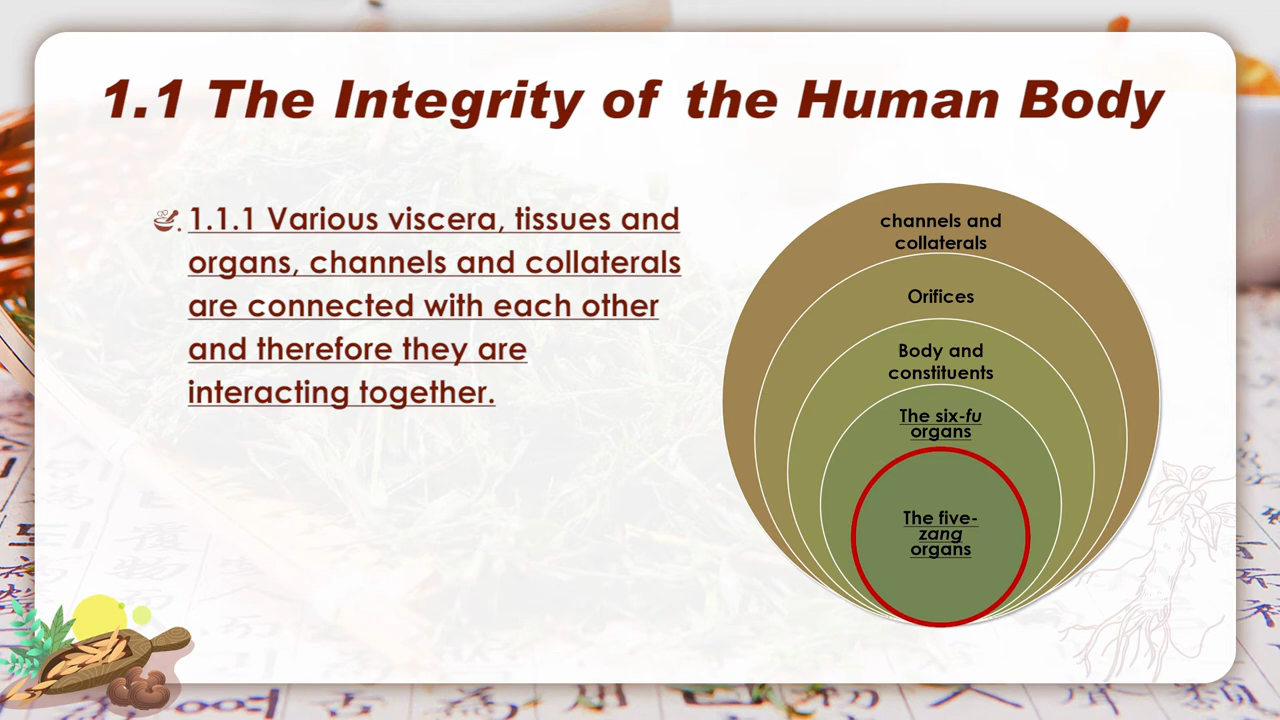 1.1 The Integrity of the Human Body
1.1.1 Various viscera, tissues and
organs, channels and collaterals
are connected with each other
and therefore they are
interacting together.
channels and
collaterals
Orifices
Body and
constituents
The six-fu
organs
The five-
zang
organs